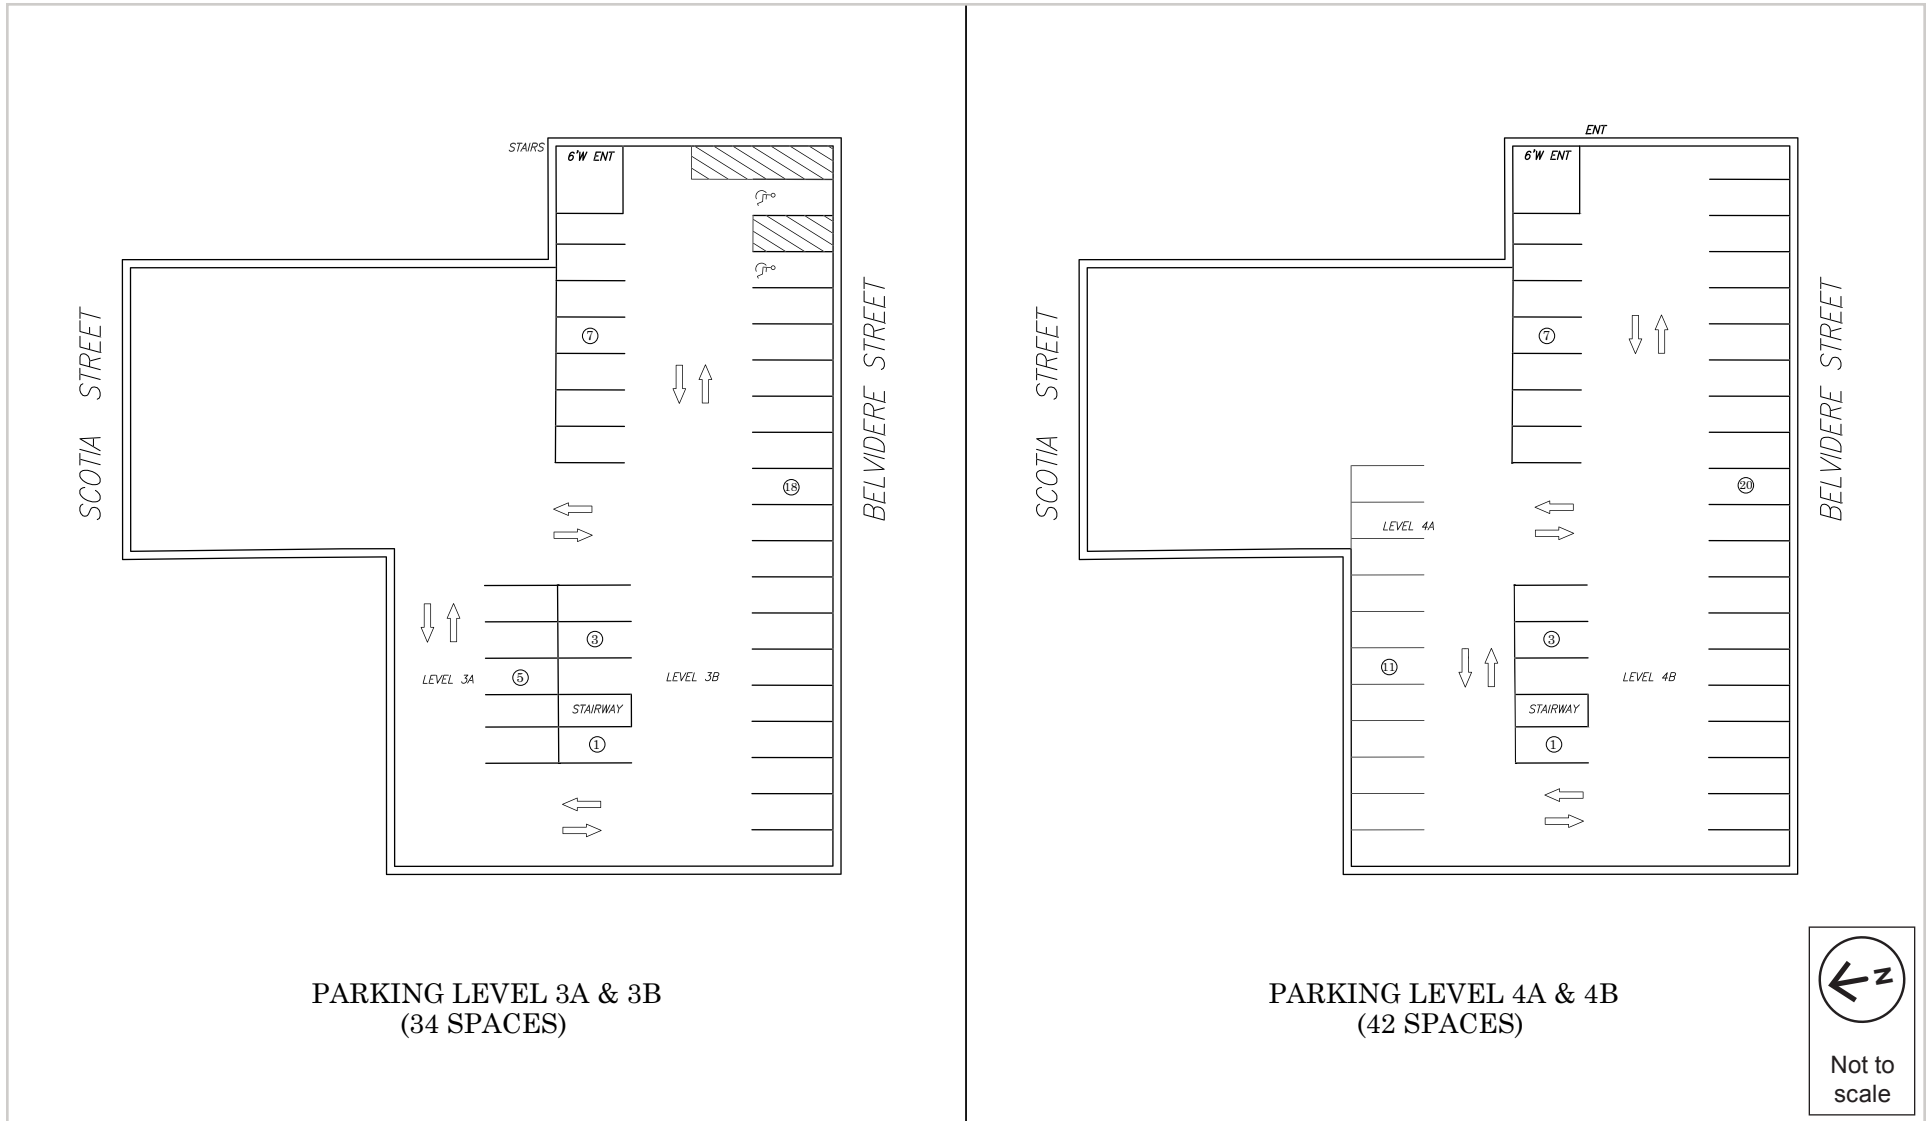 STAIRS
6'W ENT
SCOTIA STREET
BELVIDERE STREET
7
18
3
5
1
LEVEL 3A
LEVEL 3B
STAIRWAY
PARKING LEVEL 3A & 3B
(34 SPACES)
ENT
6'W ENT
SCOTIA STREET
BELVIDERE STREET
7
20
LEVEL 4A
3
11
LEVEL 4B
STAIRWAY
1
PARKING LEVEL 4A & 4B
(42 SPACES)
N
Not to
scale